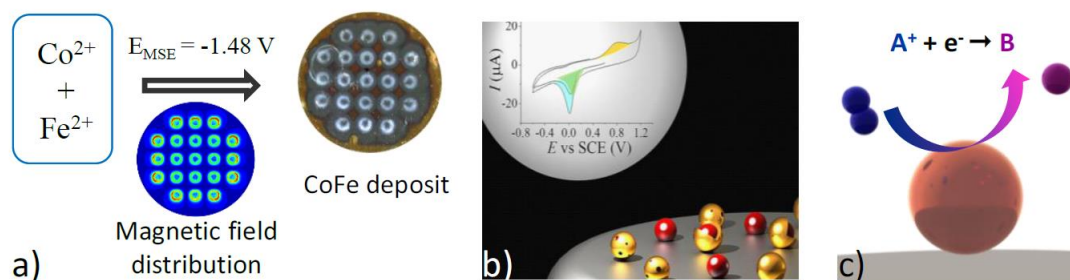 Co²⁺
+
Fe²⁺
E_MSE = -1.48 V
CoFe deposit
Magnetic field
distribution
a)
I (μA)
20
0
-20
-0.8 -0.4 0.0 0.4 0.8 1.2
E vs SCE (V)
b)
A⁺ + e⁻ → B
c)